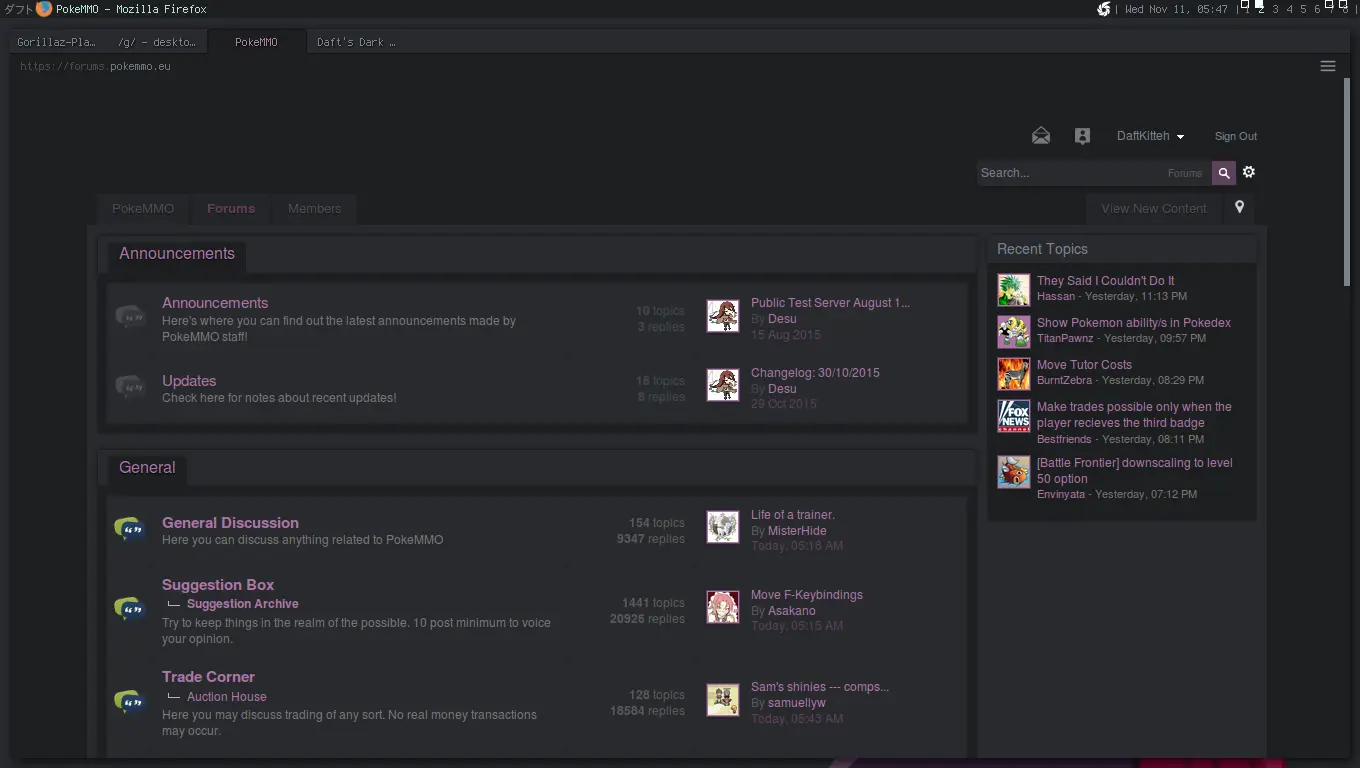 ダフト PokeMMO - Mozilla Firefox
| Wed Nov 11, 05:47 | 1 2 3 4 5 6 7 8 |
Gorillaz-Pla… /g/ - deskto… PokeMMO Daft's Dark …
https://forums.pokemmo.eu
DaftKitteh Sign Out
Search... Forums
PokeMMO Forums Members View New Content
Announcements
Announcements
Here's where you can find out the latest announcements made by
PokeMMO staff!
10 topics
3 replies
Public Test Server August 1...
By Desu
15 Aug 2015
Updates
Check here for notes about recent updates!
18 topics
8 replies
Changelog: 30/10/2015
By Desu
29 Oct 2015
General
General Discussion
Here you can discuss anything related to PokeMMO
154 topics
9347 replies
Life of a trainer.
By MisterHide
Today, 05:16 AM
Suggestion Box
Suggestion Archive
Try to keep things in the realm of the possible. 10 post minimum to voice
your opinion.
1441 topics
20926 replies
Move F-Keybindings
By Asakano
Today, 05:15 AM
Trade Corner
Auction House
Here you may discuss trading of any sort. No real money transactions
may occur.
128 topics
18584 replies
Sam's shinies --- comps...
By samuellyw
Today, 05:43 AM
Recent Topics
They Said I Couldn't Do It
Hassan - Yesterday, 11:13 PM
Show Pokemon ability/s in Pokedex
TitanPawnz - Yesterday, 09:57 PM
Move Tutor Costs
BurntZebra - Yesterday, 08:29 PM
FOX
NEWS
channel
Make trades possible only when the
player recieves the third badge
Bestfriends - Yesterday, 08:11 PM
[Battle Frontier] downscaling to level
50 option
Envinyata - Yesterday, 07:12 PM